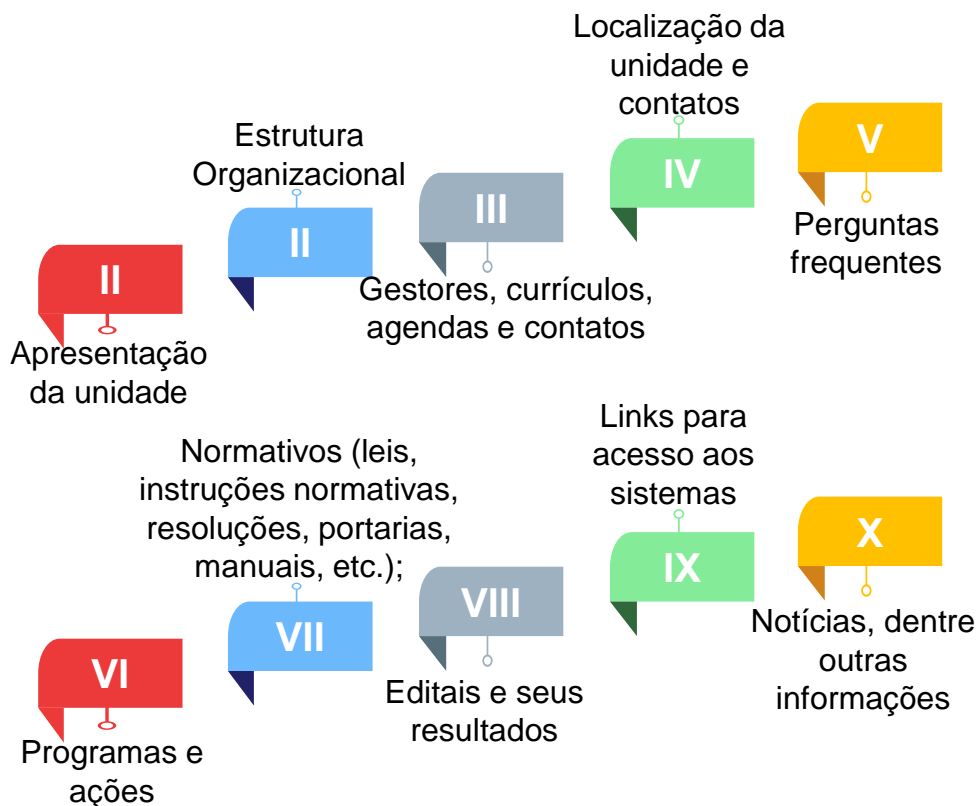 II
Apresentação
da unidade
Estrutura
Organizacional
II
III
Gestores, currículos,
agendas e contatos
Localização da
unidade e
contatos
IV
V
Perguntas
frequentes
VI
Programas e
ações
Normativos (leis,
instruções normativas,
resoluções, portarias,
manuais, etc.);
VII
VIII
Editais e seus
resultados
Links para
acesso aos
sistemas
IX
X
Notícias, dentre
outras
informações